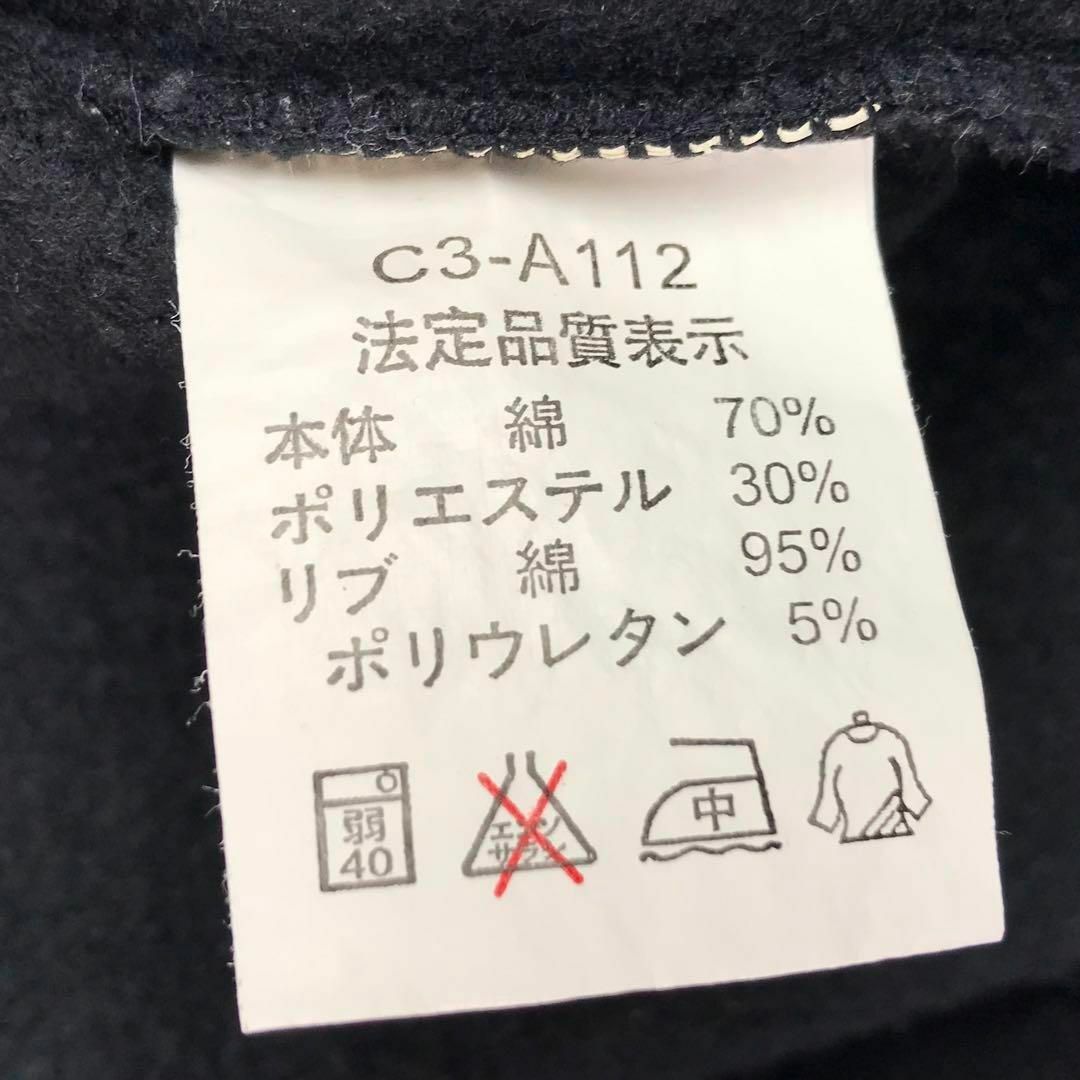 C3-A112
法定品質表示
本体 綿 70%
ポリエステル 30%
リブ 綿 95%
ポリウレタン 5%
弱
40
エンソ
サラシ
中